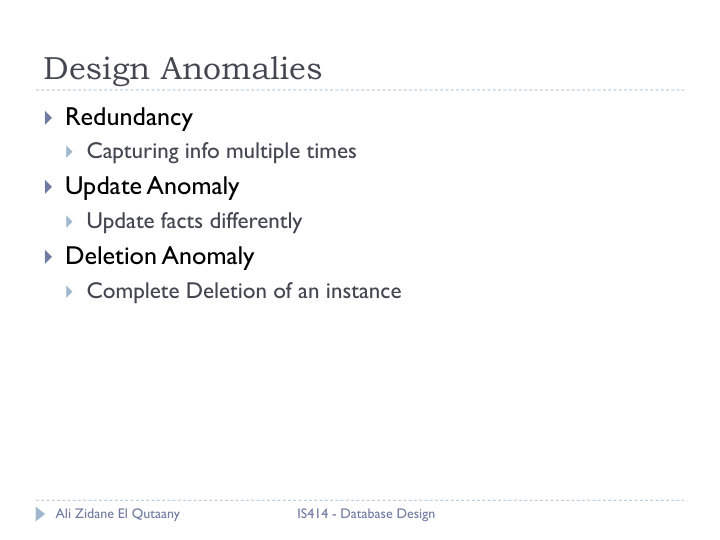 Design Anomalies
Redundancy
Capturing info multiple times
Update Anomaly
Update facts differently
Deletion Anomaly
Complete Deletion of an instance
Ali Zidane El Qutaany
IS414 - Database Design